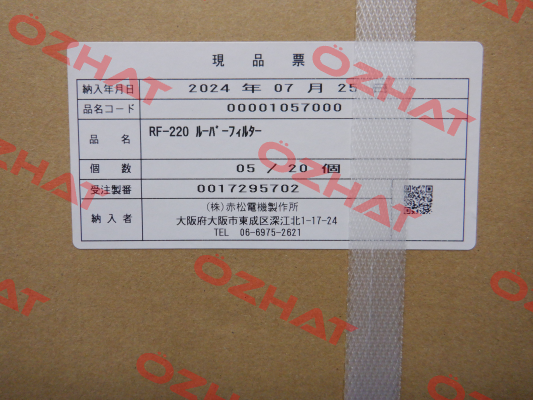 現品票
納入年月日 2024 年 07 月 25 日
品名コード 00001057000
品名 RF-220 ﾙｰﾊﾞｰﾌｨﾙﾀｰ
個数 05 / 20 個
受注製番 0017295702
納入者 (株)赤松電機製作所
大阪府大阪市東成区深江北1-17-24
TEL 06-6975-2621
OZHAT
OZHAT
OZHAT
OZHAT
OZHAT
OZHAT
OZHAT
OZHAT